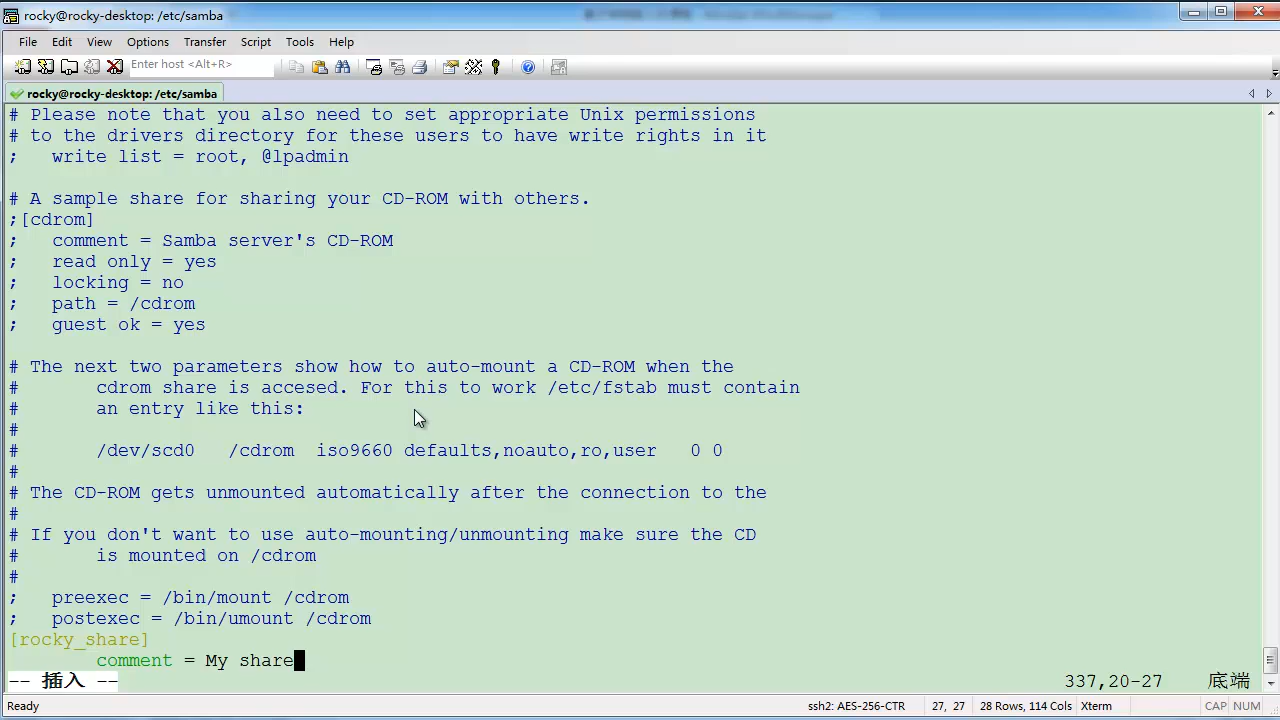 rocky@rocky-desktop: /etc/samba
File Edit View Options Transfer Script Tools Help
Enter host <Alt+R>
rocky@rocky-desktop: /etc/samba
# Please note that you also need to set appropriate Unix permissions
# to the drivers directory for these users to have write rights in it
;   write list = root, @lpadmin
# A sample share for sharing your CD-ROM with others.
;[cdrom]
;   comment = Samba server's CD-ROM
;   read only = yes
;   locking = no
;   path = /cdrom
;   guest ok = yes
# The next two parameters show how to auto-mount a CD-ROM when the
#       cdrom share is accesed. For this to work /etc/fstab must contain
#       an entry like this:
#
#       /dev/scd0   /cdrom  iso9660 defaults,noauto,ro,user   0 0
#
# The CD-ROM gets unmounted automatically after the connection to the
#
# If you don't want to use auto-mounting/unmounting make sure the CD
#       is mounted on /cdrom
#
;   preexec = /bin/mount /cdrom
;   postexec = /bin/umount /cdrom
[rocky_share]
        comment = My share
-- 插入 -- 337,20-27 底端
Ready ssh2: AES-256-CTR 27, 27 28 Rows, 114 Cols Xterm CAP NUM